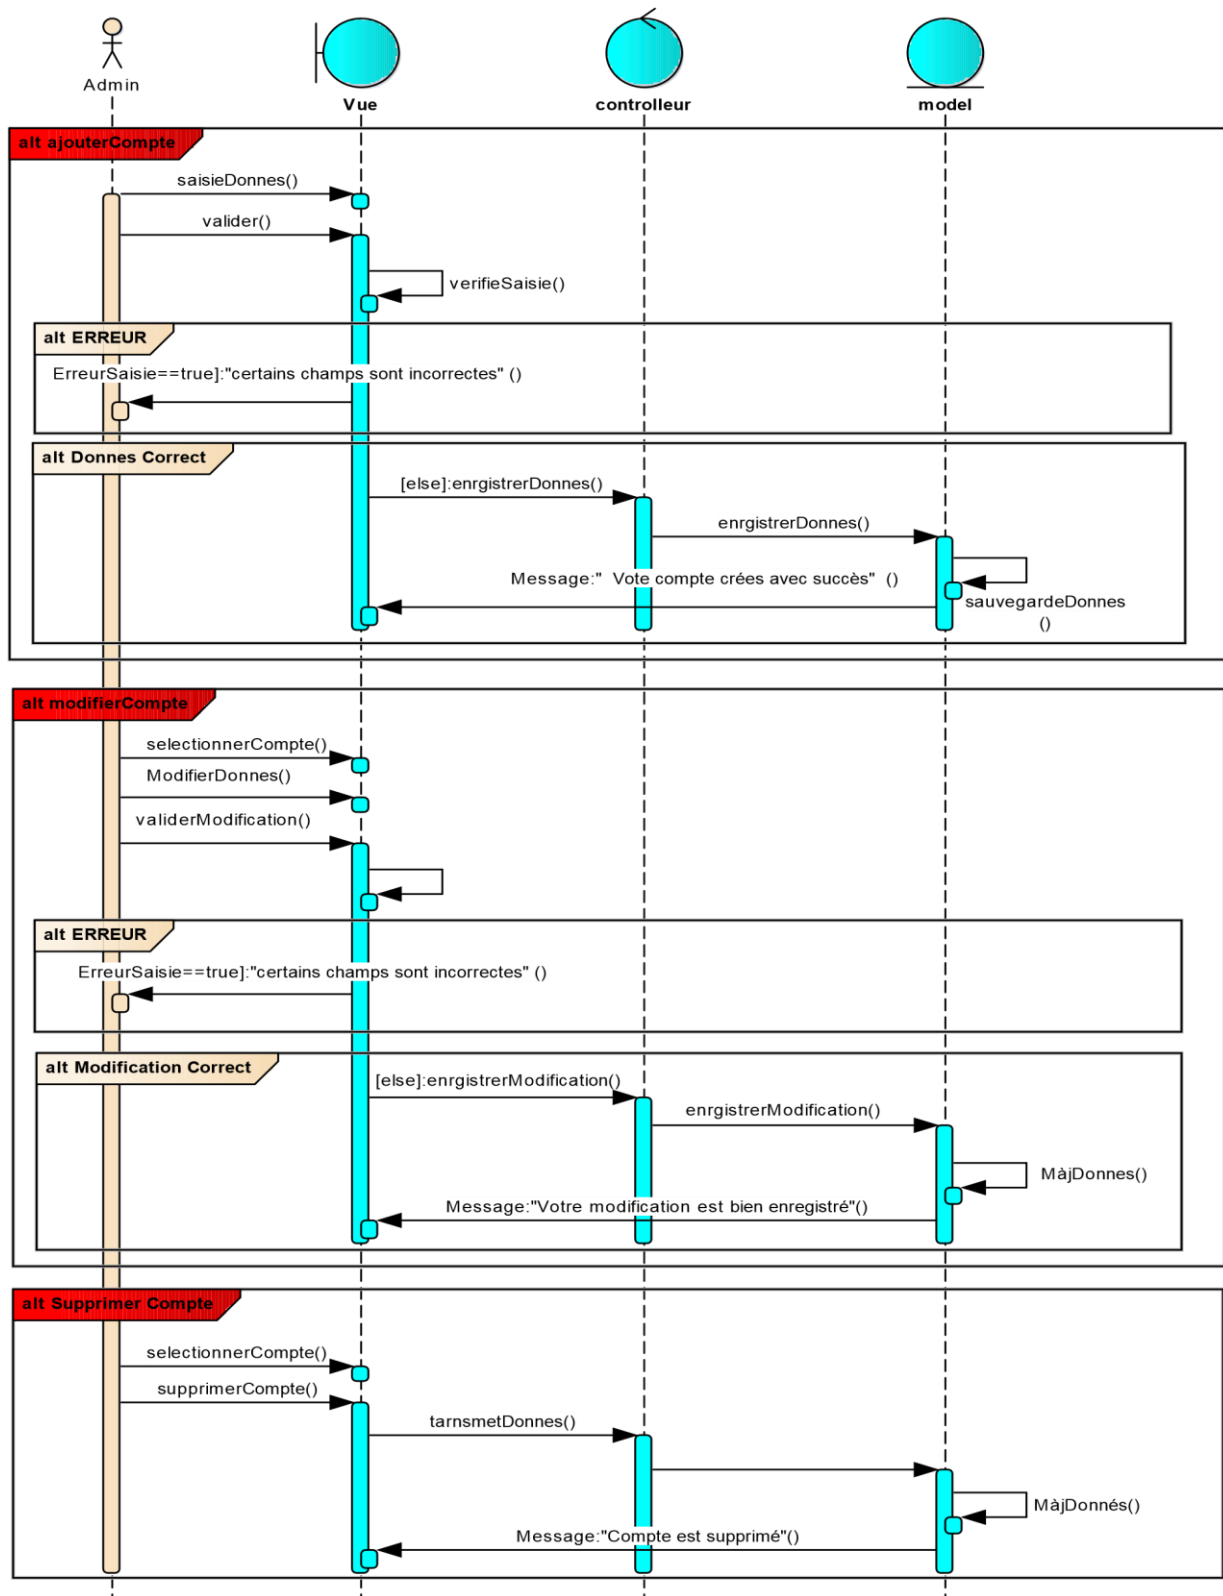 Admin
Vue
controlleur
model
alt ajouterCompte
saisieDonnes()
valider()
verifieSaisie()
alt ERREUR
ErreurSaisie==true]:"certains champs sont incorrectes" ()
alt Donnes Correct
[else]:enrgistrerDonnes()
enrgistrerDonnes()
Message:" Vote compte crées avec succès" ()
sauvegardeDonnes
()
alt modifierCompte
selectionnerCompte()
ModifierDonnes()
validerModification()
alt ERREUR
ErreurSaisie==true]:"certains champs sont incorrectes" ()
alt Modification Correct
[else]:enrgistrerModification()
enrgistrerModification()
MàjDonnes()
Message:"Votre modification est bien enregistré"()
alt Supprimer Compte
selectionnerCompte()
supprimerCompte()
tarnsmetDonnes()
MàjDonnés()
Message:"Compte est supprimé"()